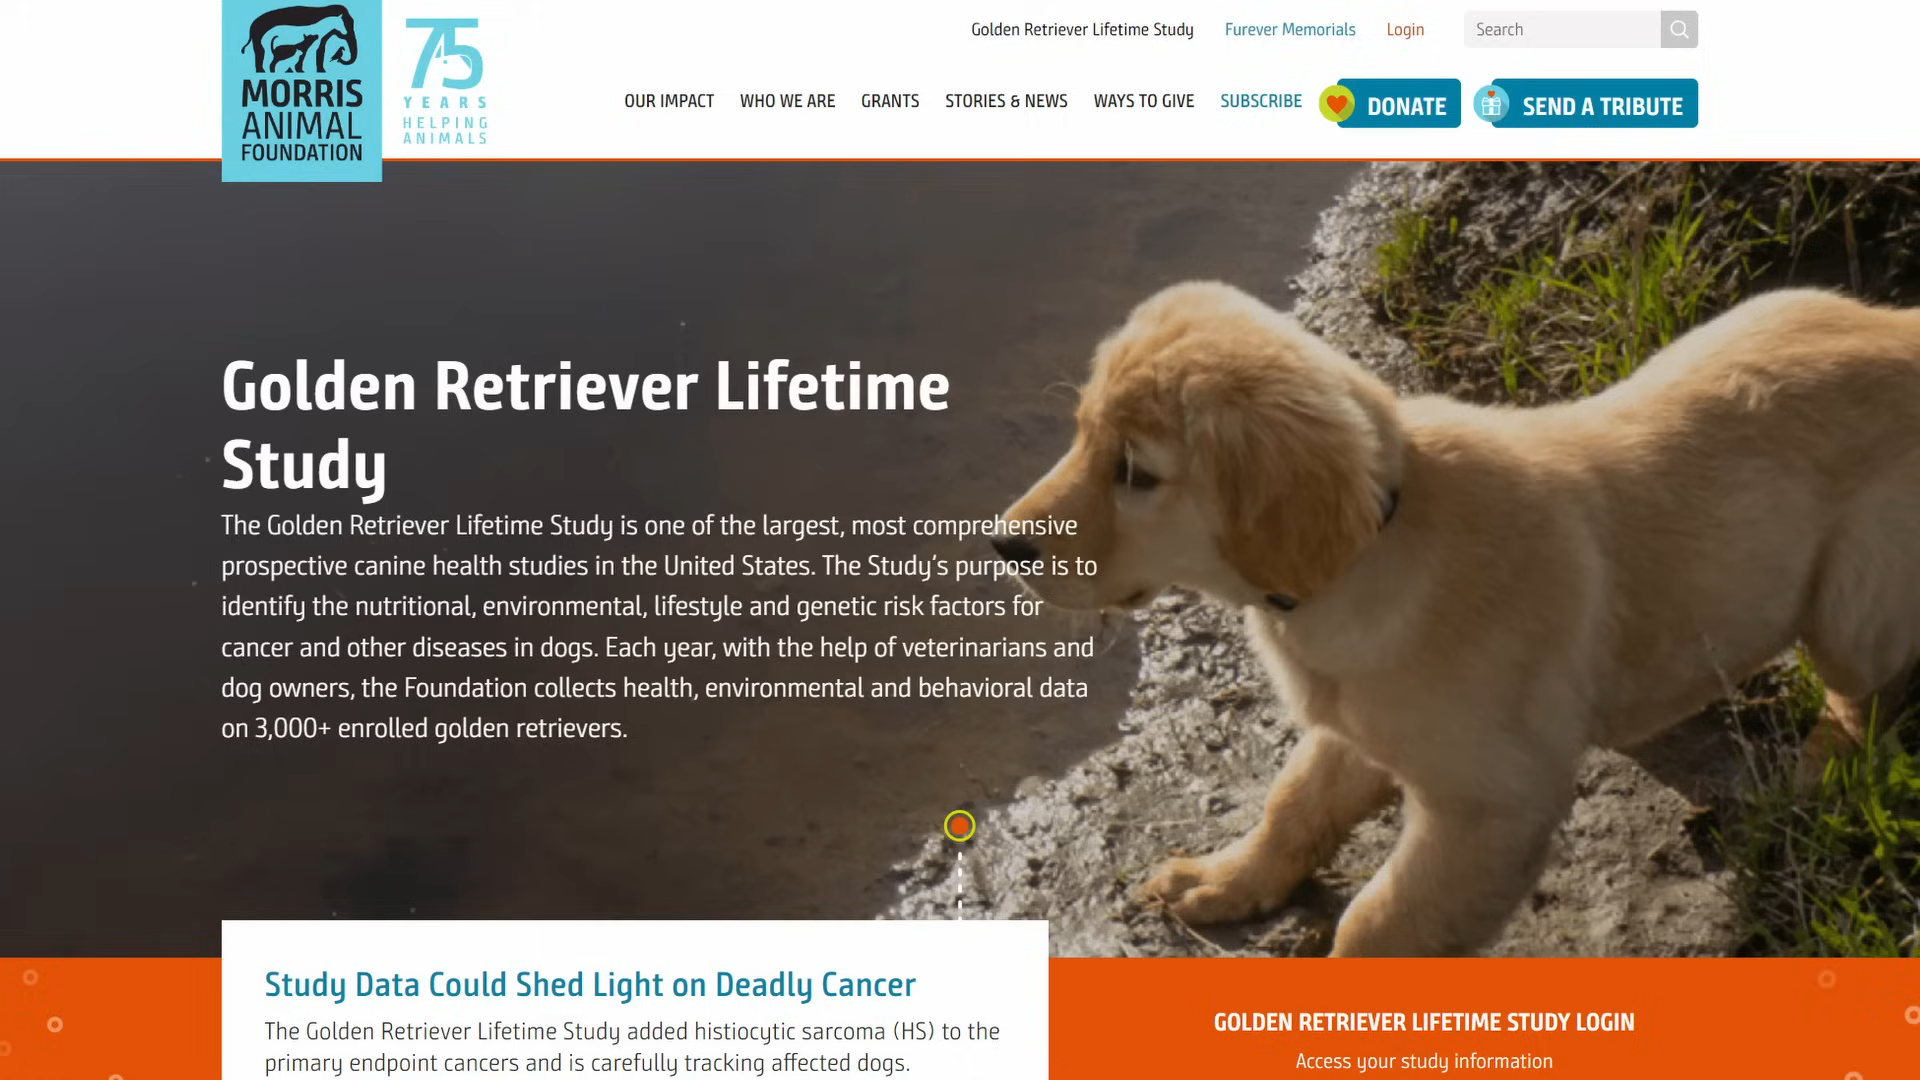 MORRIS
ANIMAL
FOUNDATION
75
YEARS
HELPING
ANIMALS
Golden Retriever Lifetime Study
Furever Memorials
Login
Search
OUR IMPACT
WHO WE ARE
GRANTS
STORIES & NEWS
WAYS TO GIVE
SUBSCRIBE
DONATE
SEND A TRIBUTE
Golden Retriever Lifetime
Study
The Golden Retriever Lifetime Study is one of the largest, most comprehensive
prospective canine health studies in the United States. The Study's purpose is to
identify the nutritional, environmental, lifestyle and genetic risk factors for
cancer and other diseases in dogs. Each year, with the help of veterinarians and
dog owners, the Foundation collects health, environmental and behavioral data
on 3,000+ enrolled golden retrievers.
Study Data Could Shed Light on Deadly Cancer
The Golden Retriever Lifetime Study added histiocytic sarcoma (HS) to the
primary endpoint cancers and is carefully tracking affected dogs.
GOLDEN RETRIEVER LIFETIME STUDY LOGIN
Access your study information